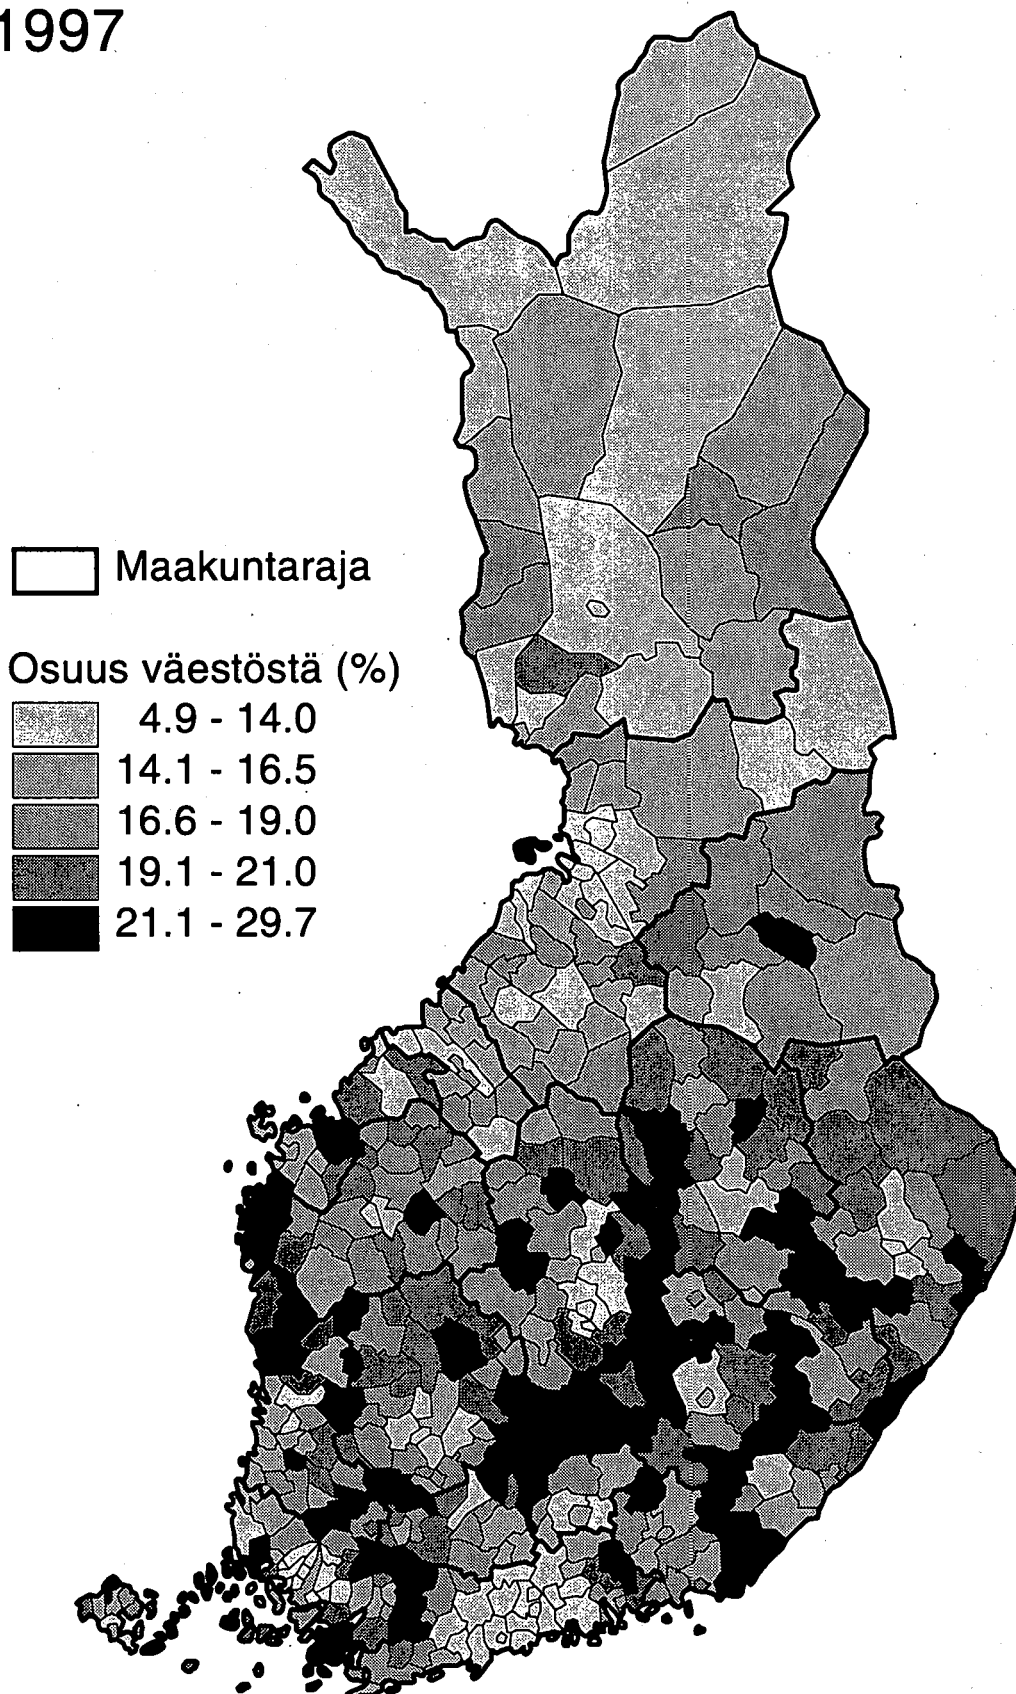 1997
Maakuntaraja
Osuus väestöstä (%)
4.9 - 14.0
14.1 - 16.5
16.6 - 19.0
19.1 - 21.0
21.1 - 29.7